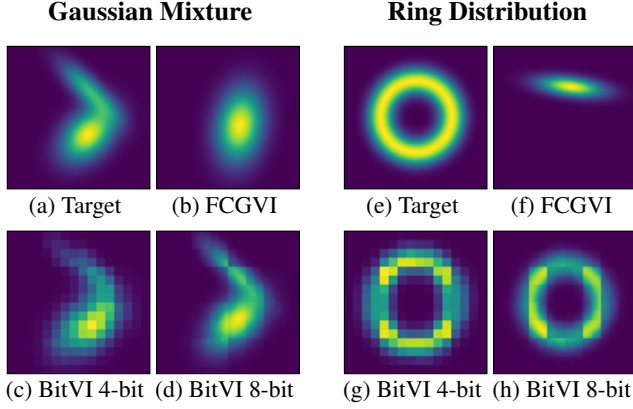 Gaussian Mixture Ring Distribution
(a) Target (b) FCGVI (e) Target (f) FCGVI
(c) BitVI 4-bit (d) BitVI 8-bit (g) BitVI 4-bit (h) BitVI 8-bit